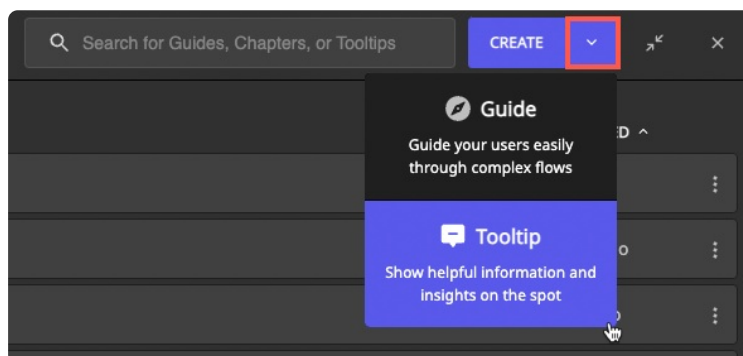 Search for Guides, Chapters, or Tooltips
CREATE
Guide
Guide your users easily
through complex flows
ED
Tooltip
Show helpful information and
insights on the spot
o